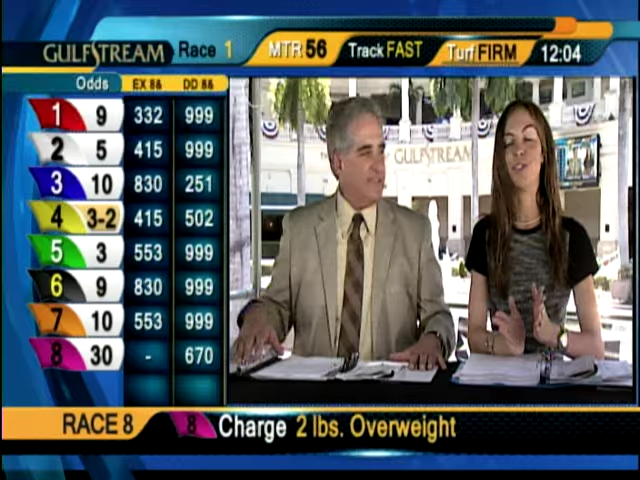 GULFSTREAM Race 1 MTR 56 Track FAST Turf FIRM 12:04
Odds EX 8& DD 8&
1 9 332 999
2 5 415 999
3 10 830 251
4 3-2 415 502
5 3 553 999
6 9 830 999
7 10 553 999
8 30 - 670
GULFSTREAM
RACE 8 8 Charge 2 lbs. Overweight